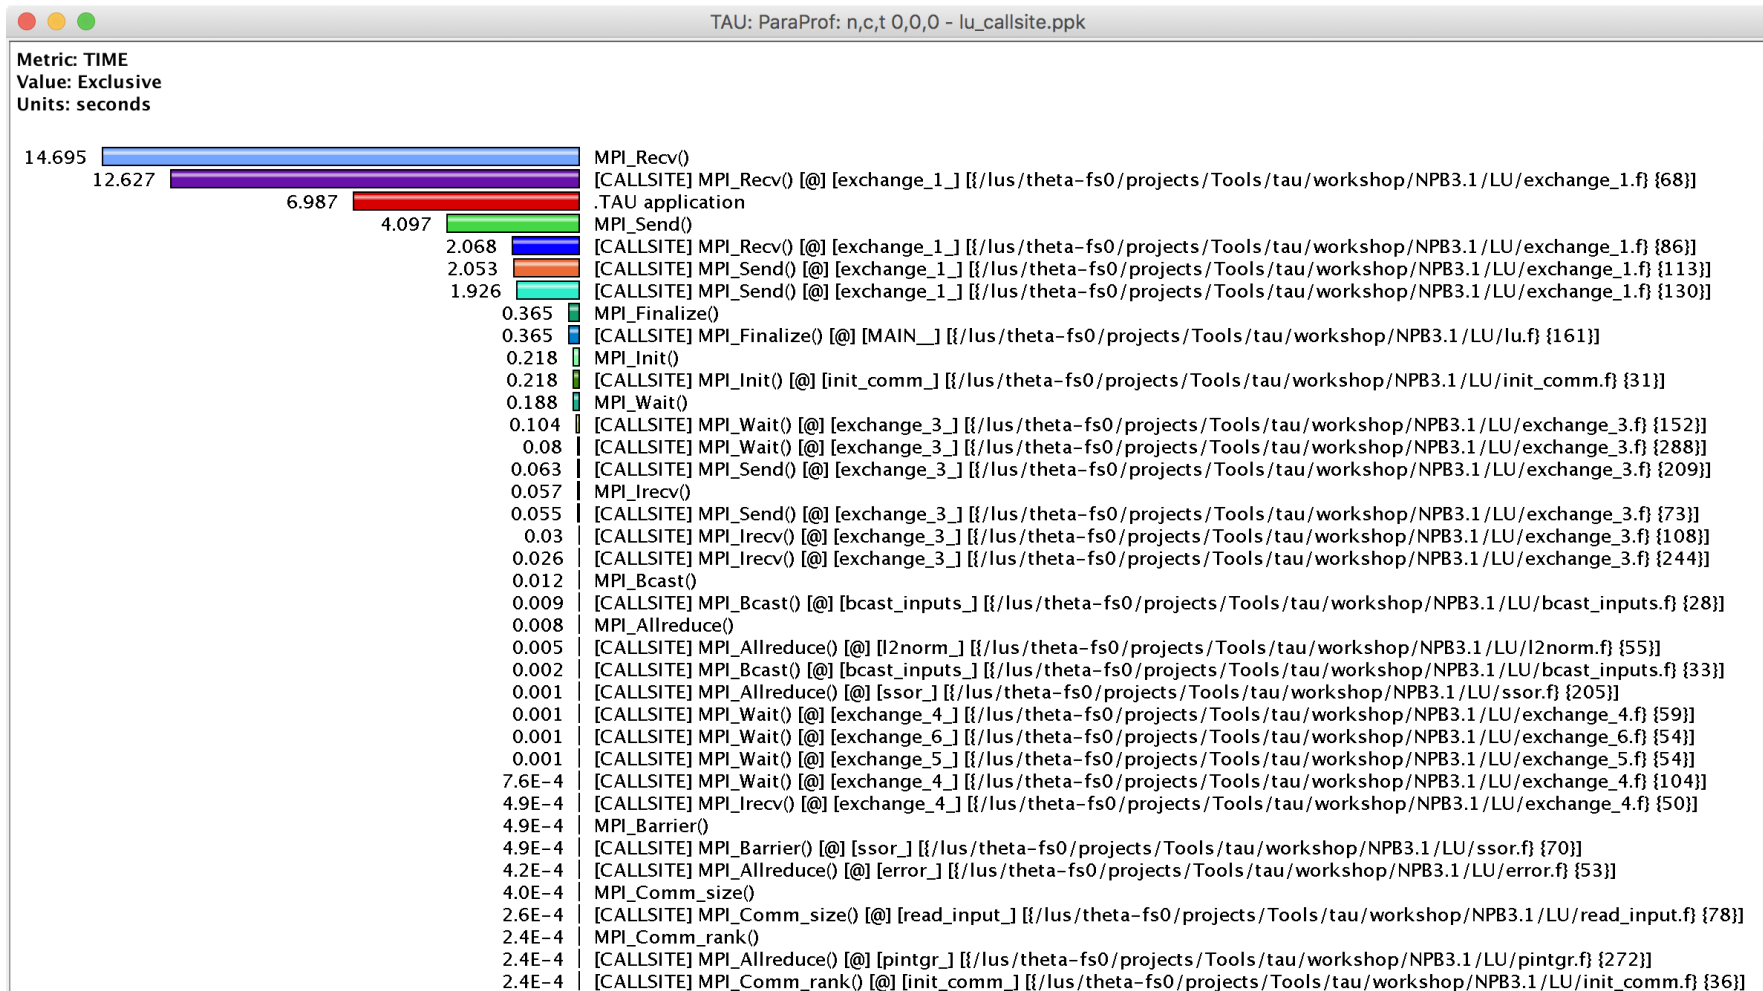 TAU: ParaProf: n,c,t 0,0,0 - lu_callsite.ppk
Metric: TIME
Value: Exclusive
Units: seconds
14.695 MPI_Recv()
12.627 [CALLSITE] MPI_Recv() [@] [exchange_1_] [{/lus/theta-fs0/projects/Tools/tau/workshop/NPB3.1/LU/exchange_1.f} {68}]
6.987 .TAU application
4.097 MPI_Send()
2.068 [CALLSITE] MPI_Recv() [@] [exchange_1_] [{/lus/theta-fs0/projects/Tools/tau/workshop/NPB3.1/LU/exchange_1.f} {86}]
2.053 [CALLSITE] MPI_Send() [@] [exchange_1_] [{/lus/theta-fs0/projects/Tools/tau/workshop/NPB3.1/LU/exchange_1.f} {113}]
1.926 [CALLSITE] MPI_Send() [@] [exchange_1_] [{/lus/theta-fs0/projects/Tools/tau/workshop/NPB3.1/LU/exchange_1.f} {130}]
0.365 MPI_Finalize()
0.365 [CALLSITE] MPI_Finalize() [@] [MAIN__] [{/lus/theta-fs0/projects/Tools/tau/workshop/NPB3.1/LU/lu.f} {161}]
0.218 MPI_Init()
0.218 [CALLSITE] MPI_Init() [@] [init_comm_] [{/lus/theta-fs0/projects/Tools/tau/workshop/NPB3.1/LU/init_comm.f} {31}]
0.188 MPI_Wait()
0.104 [CALLSITE] MPI_Wait() [@] [exchange_3_] [{/lus/theta-fs0/projects/Tools/tau/workshop/NPB3.1/LU/exchange_3.f} {152}]
0.08 [CALLSITE] MPI_Wait() [@] [exchange_3_] [{/lus/theta-fs0/projects/Tools/tau/workshop/NPB3.1/LU/exchange_3.f} {288}]
0.063 [CALLSITE] MPI_Send() [@] [exchange_3_] [{/lus/theta-fs0/projects/Tools/tau/workshop/NPB3.1/LU/exchange_3.f} {209}]
0.057 MPI_Irecv()
0.055 [CALLSITE] MPI_Send() [@] [exchange_3_] [{/lus/theta-fs0/projects/Tools/tau/workshop/NPB3.1/LU/exchange_3.f} {73}]
0.03 [CALLSITE] MPI_Irecv() [@] [exchange_3_] [{/lus/theta-fs0/projects/Tools/tau/workshop/NPB3.1/LU/exchange_3.f} {108}]
0.026 [CALLSITE] MPI_Irecv() [@] [exchange_3_] [{/lus/theta-fs0/projects/Tools/tau/workshop/NPB3.1/LU/exchange_3.f} {244}]
0.012 MPI_Bcast()
0.009 [CALLSITE] MPI_Bcast() [@] [bcast_inputs_] [{/lus/theta-fs0/projects/Tools/tau/workshop/NPB3.1/LU/bcast_inputs.f} {28}]
0.008 MPI_Allreduce()
0.005 [CALLSITE] MPI_Allreduce() [@] [l2norm_] [{/lus/theta-fs0/projects/Tools/tau/workshop/NPB3.1/LU/l2norm.f} {55}]
0.002 [CALLSITE] MPI_Bcast() [@] [bcast_inputs_] [{/lus/theta-fs0/projects/Tools/tau/workshop/NPB3.1/LU/bcast_inputs.f} {33}]
0.001 [CALLSITE] MPI_Allreduce() [@] [ssor_] [{/lus/theta-fs0/projects/Tools/tau/workshop/NPB3.1/LU/ssor.f} {205}]
0.001 [CALLSITE] MPI_Wait() [@] [exchange_4_] [{/lus/theta-fs0/projects/Tools/tau/workshop/NPB3.1/LU/exchange_4.f} {59}]
0.001 [CALLSITE] MPI_Wait() [@] [exchange_6_] [{/lus/theta-fs0/projects/Tools/tau/workshop/NPB3.1/LU/exchange_6.f} {54}]
0.001 [CALLSITE] MPI_Wait() [@] [exchange_5_] [{/lus/theta-fs0/projects/Tools/tau/workshop/NPB3.1/LU/exchange_5.f} {54}]
7.6E-4 [CALLSITE] MPI_Wait() [@] [exchange_4_] [{/lus/theta-fs0/projects/Tools/tau/workshop/NPB3.1/LU/exchange_4.f} {104}]
4.9E-4 [CALLSITE] MPI_Irecv() [@] [exchange_4_] [{/lus/theta-fs0/projects/Tools/tau/workshop/NPB3.1/LU/exchange_4.f} {50}]
4.9E-4 MPI_Barrier()
4.9E-4 [CALLSITE] MPI_Barrier() [@] [ssor_] [{/lus/theta-fs0/projects/Tools/tau/workshop/NPB3.1/LU/ssor.f} {70}]
4.2E-4 [CALLSITE] MPI_Allreduce() [@] [error_] [{/lus/theta-fs0/projects/Tools/tau/workshop/NPB3.1/LU/error.f} {53}]
4.0E-4 MPI_Comm_size()
2.6E-4 [CALLSITE] MPI_Comm_size() [@] [read_input_] [{/lus/theta-fs0/projects/Tools/tau/workshop/NPB3.1/LU/read_input.f} {78}]
2.4E-4 MPI_Comm_rank()
2.4E-4 [CALLSITE] MPI_Allreduce() [@] [pintgr_] [{/lus/theta-fs0/projects/Tools/tau/workshop/NPB3.1/LU/pintgr.f} {272}]
2.4E-4 [CALLSITE] MPI_Comm_rank() [@] [init_comm_] [{/lus/theta-fs0/projects/Tools/tau/workshop/NPB3.1/LU/init_comm.f} {36}]